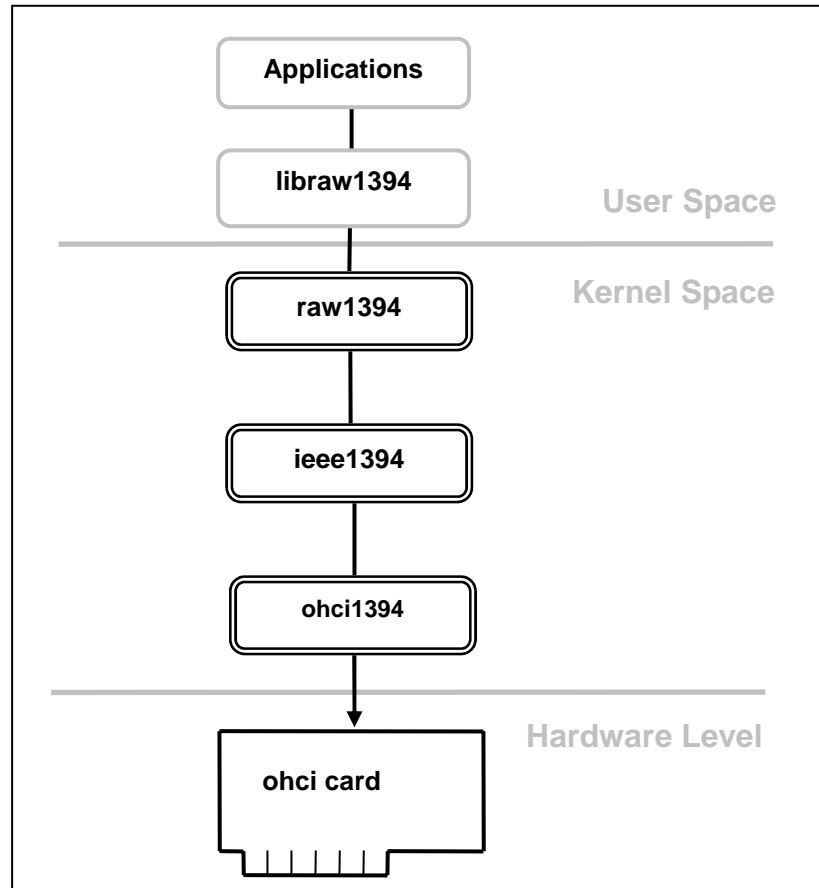 Applications
libraw1394
User Space
raw1394
Kernel Space
ieee1394
ohci1394
Hardware Level
ohci card